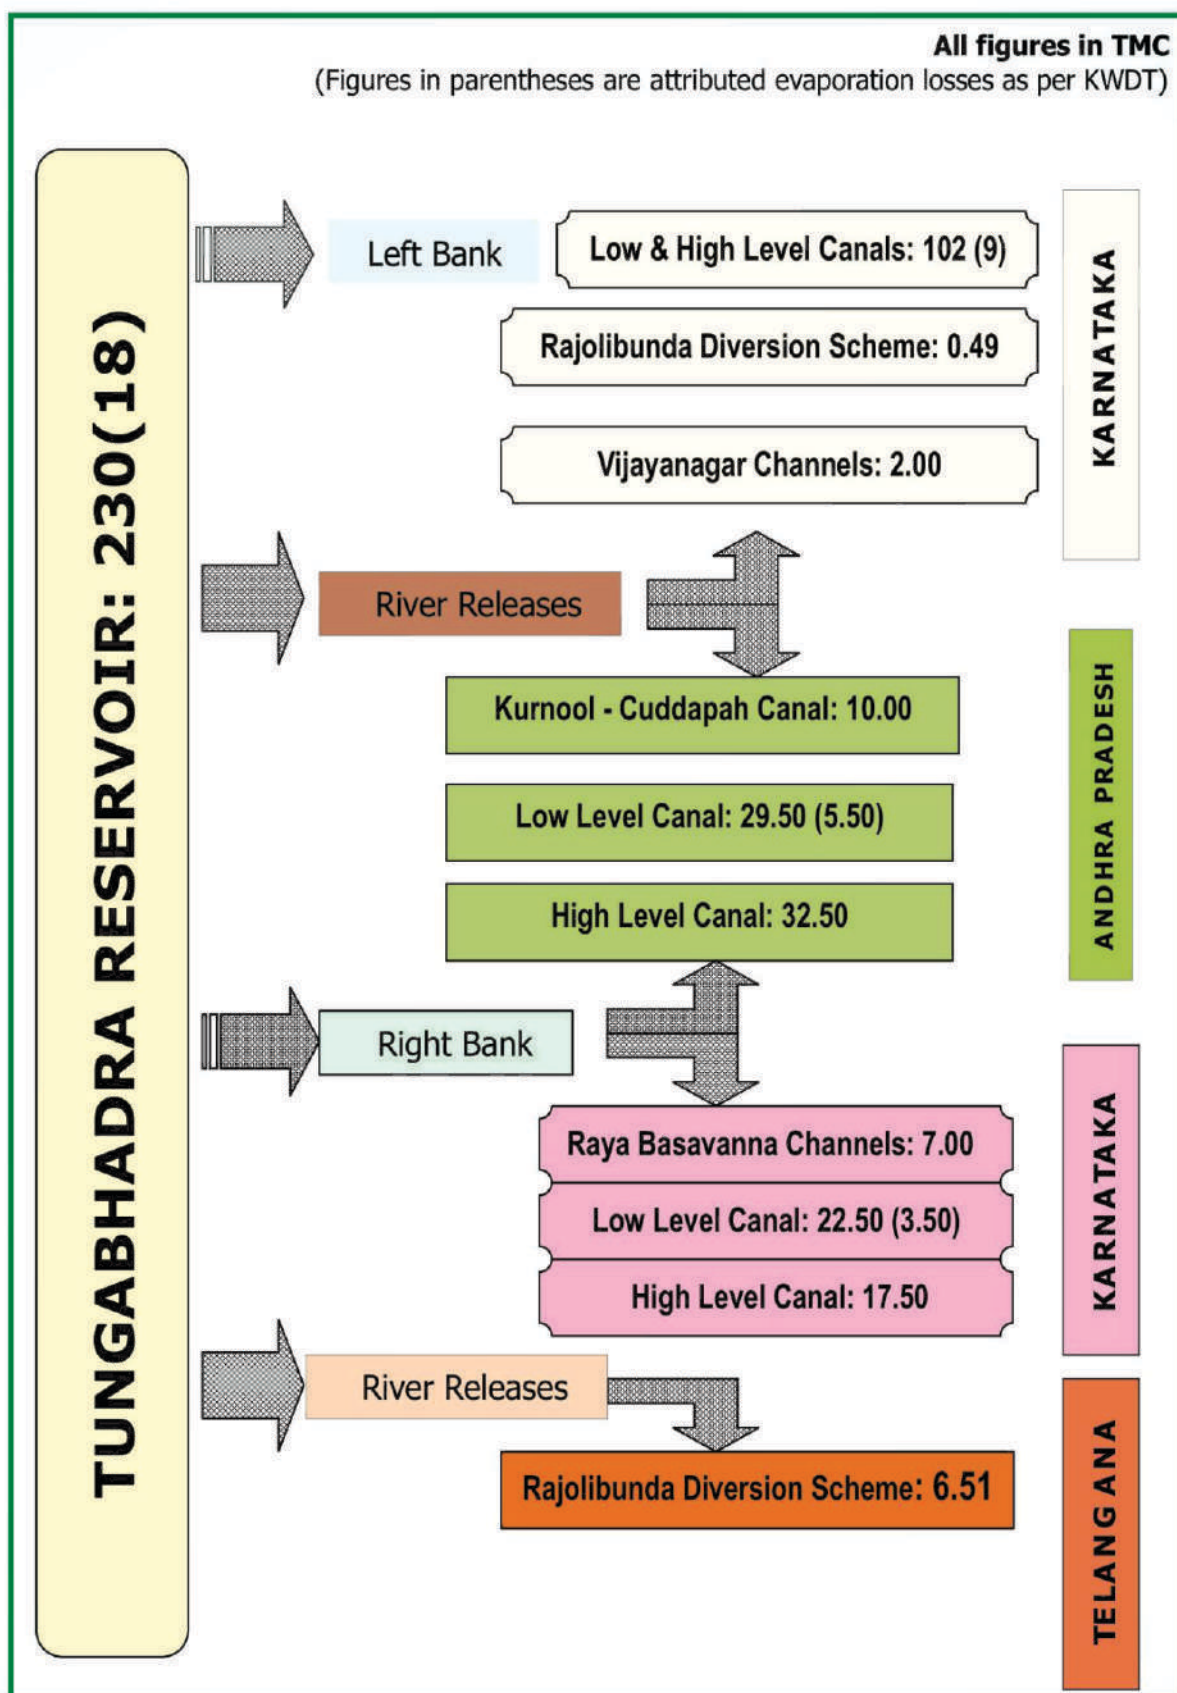 All figures in TMC
(Figures in parentheses are attributed evaporation losses as per KWDT)
TUNGABHADRA RESERVOIR: 230(18)
Left Bank
Low & High Level Canals: 102 (9)
Rajolibunda Diversion Scheme: 0.49
Vijayanagar Channels: 2.00
KARNATAKA
River Releases
Kurnool - Cuddapah Canal: 10.00
Low Level Canal: 29.50 (5.50)
High Level Canal: 32.50
ANDHRA PRADESH
Right Bank
Raya Basavanna Channels: 7.00
Low Level Canal: 22.50 (3.50)
High Level Canal: 17.50
KARNATAKA
River Releases
Rajolibunda Diversion Scheme: 6.51
TELANGANA